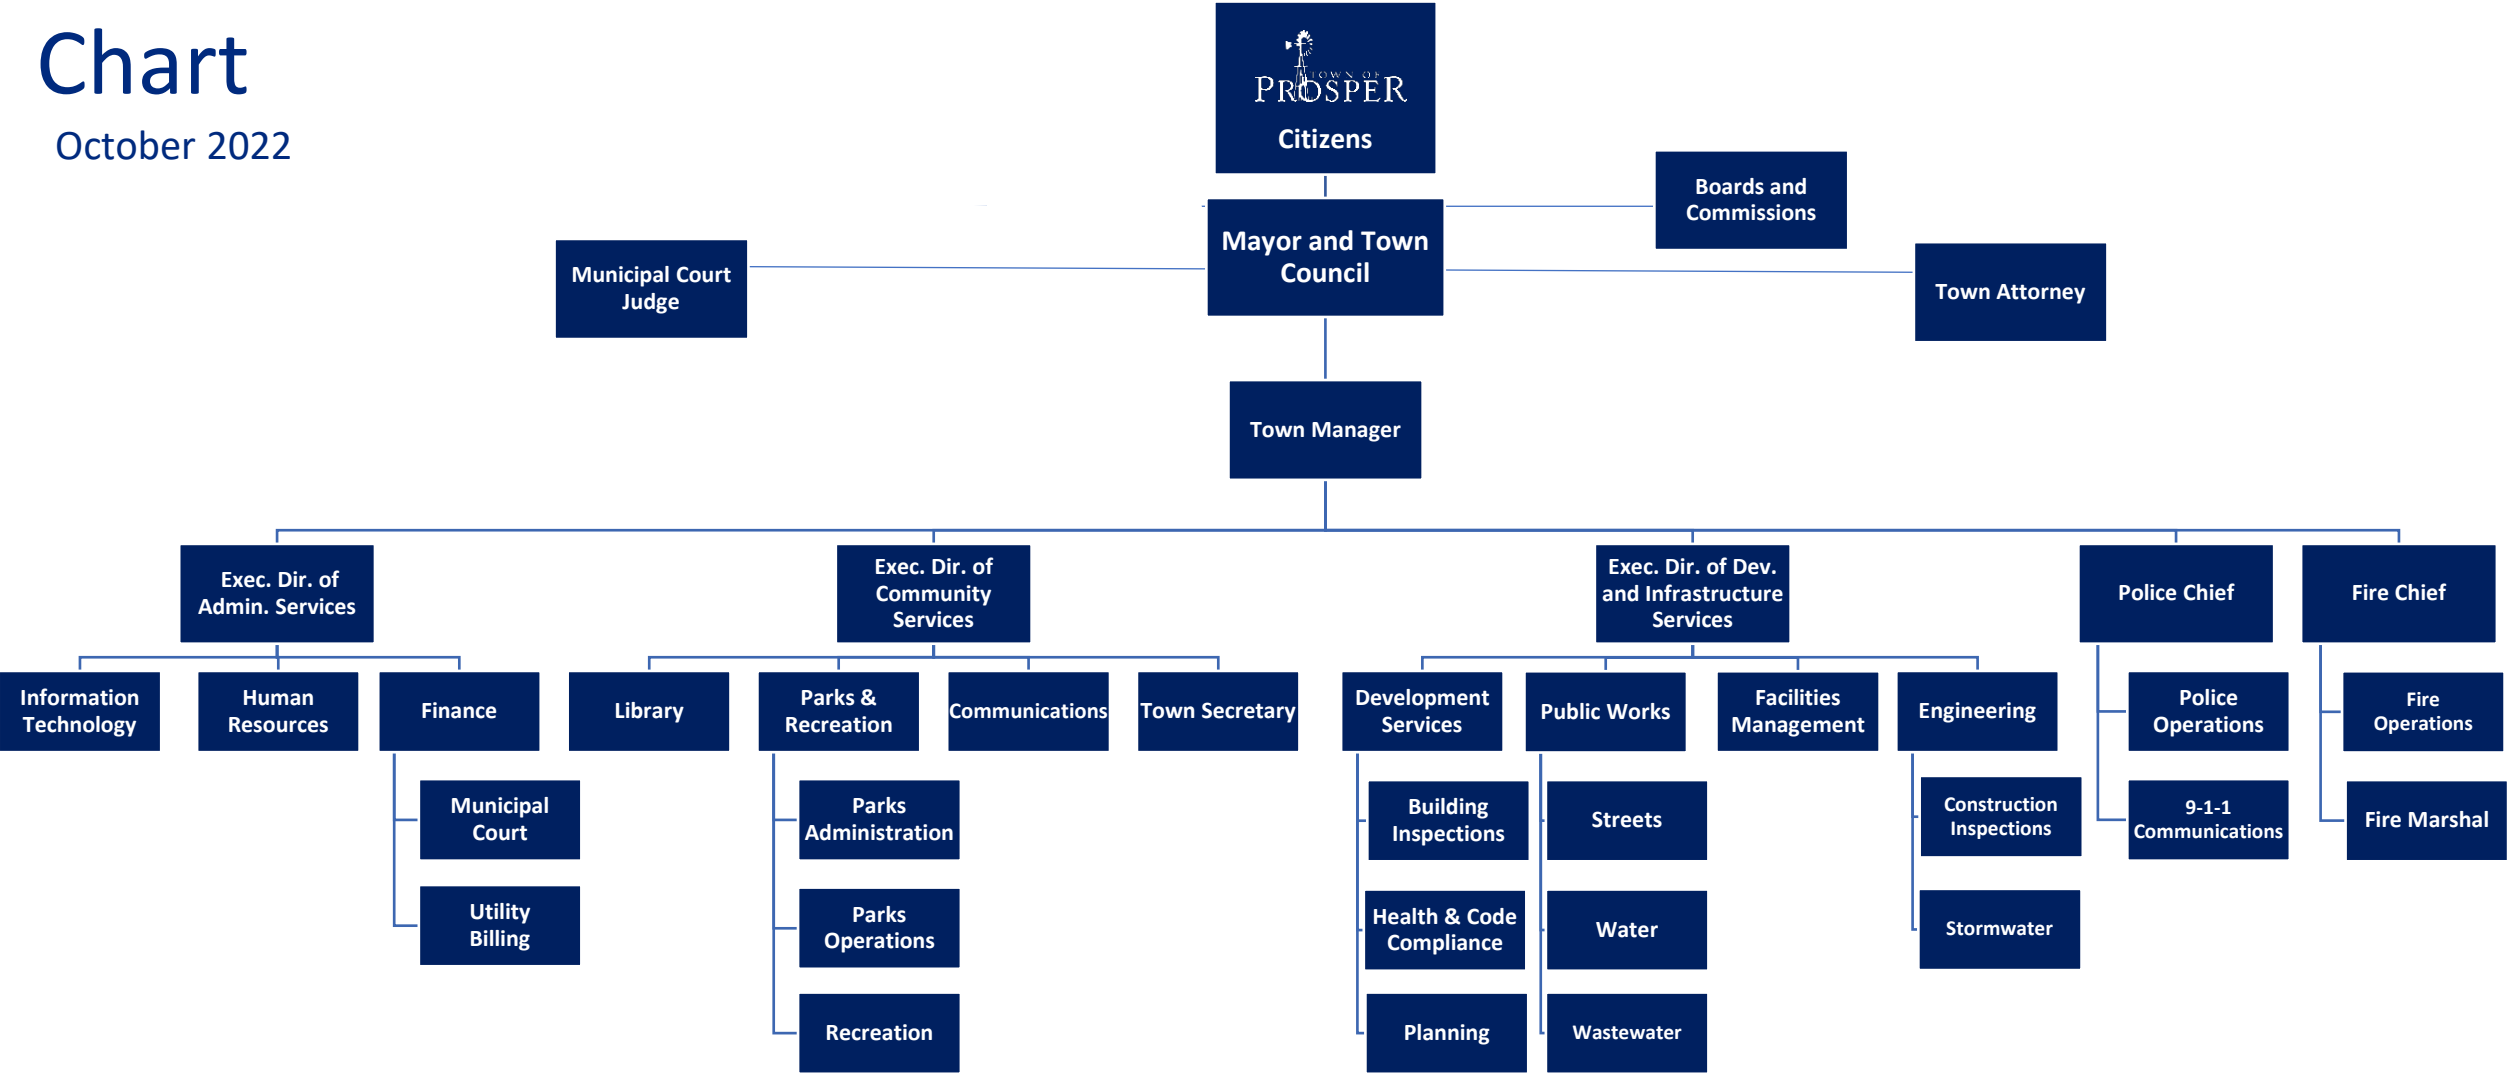 Chart
October 2022
TOWN OF
PROSPER
Citizens
Boards and
Commissions
Mayor and Town
Council
Municipal Court
Judge
Town Attorney
Town Manager
Exec. Dir. of
Admin. Services
Exec. Dir. of
Community
Services
Exec. Dir. of Dev.
and Infrastructure
Services
Police Chief
Fire Chief
Information
Technology
Human
Resources
Finance
Library
Parks &
Recreation
Communications
Town Secretary
Development
Services
Public Works
Facilities
Management
Engineering
Police
Operations
Fire
Operations
Municipal
Court
Parks
Administration
Building
Inspections
Streets
Construction
Inspections
9-1-1
Communications
Fire Marshal
Utility
Billing
Parks
Operations
Health & Code
Compliance
Water
Stormwater
Recreation
Planning
Wastewater